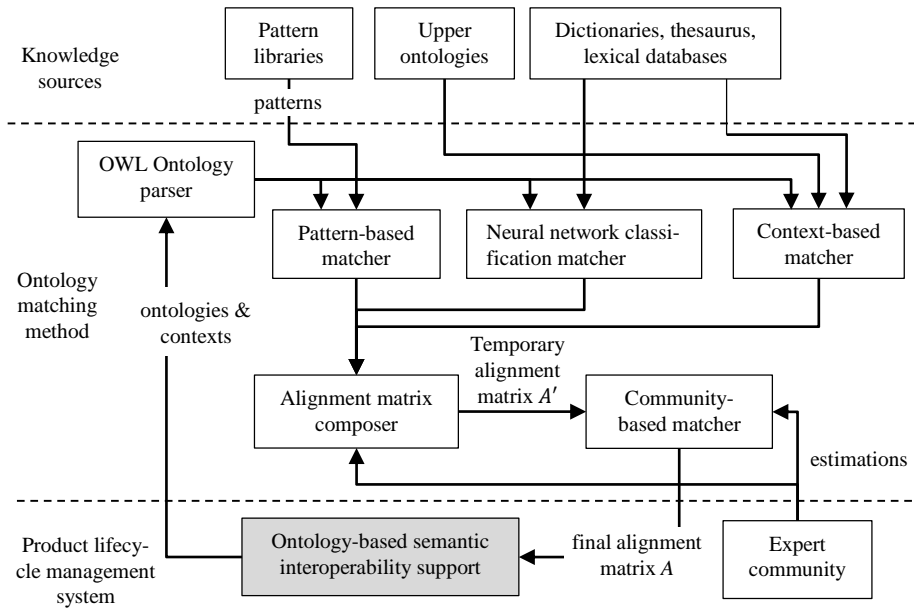 Knowledge
sources
Pattern
libraries
Upper
ontologies
Dictionaries, thesaurus,
lexical databases
patterns
OWL Ontology
parser
Pattern-based
matcher
Neural network classi-
fication matcher
Context-based
matcher
Ontology
matching
method
ontologies &
contexts
Temporary
alignment
matrix A′
Alignment matrix
composer
Community-
based matcher
estimations
Product lifecy-
cle management
system
Ontology-based semantic
interoperability support
final alignment
matrix A
Expert
community